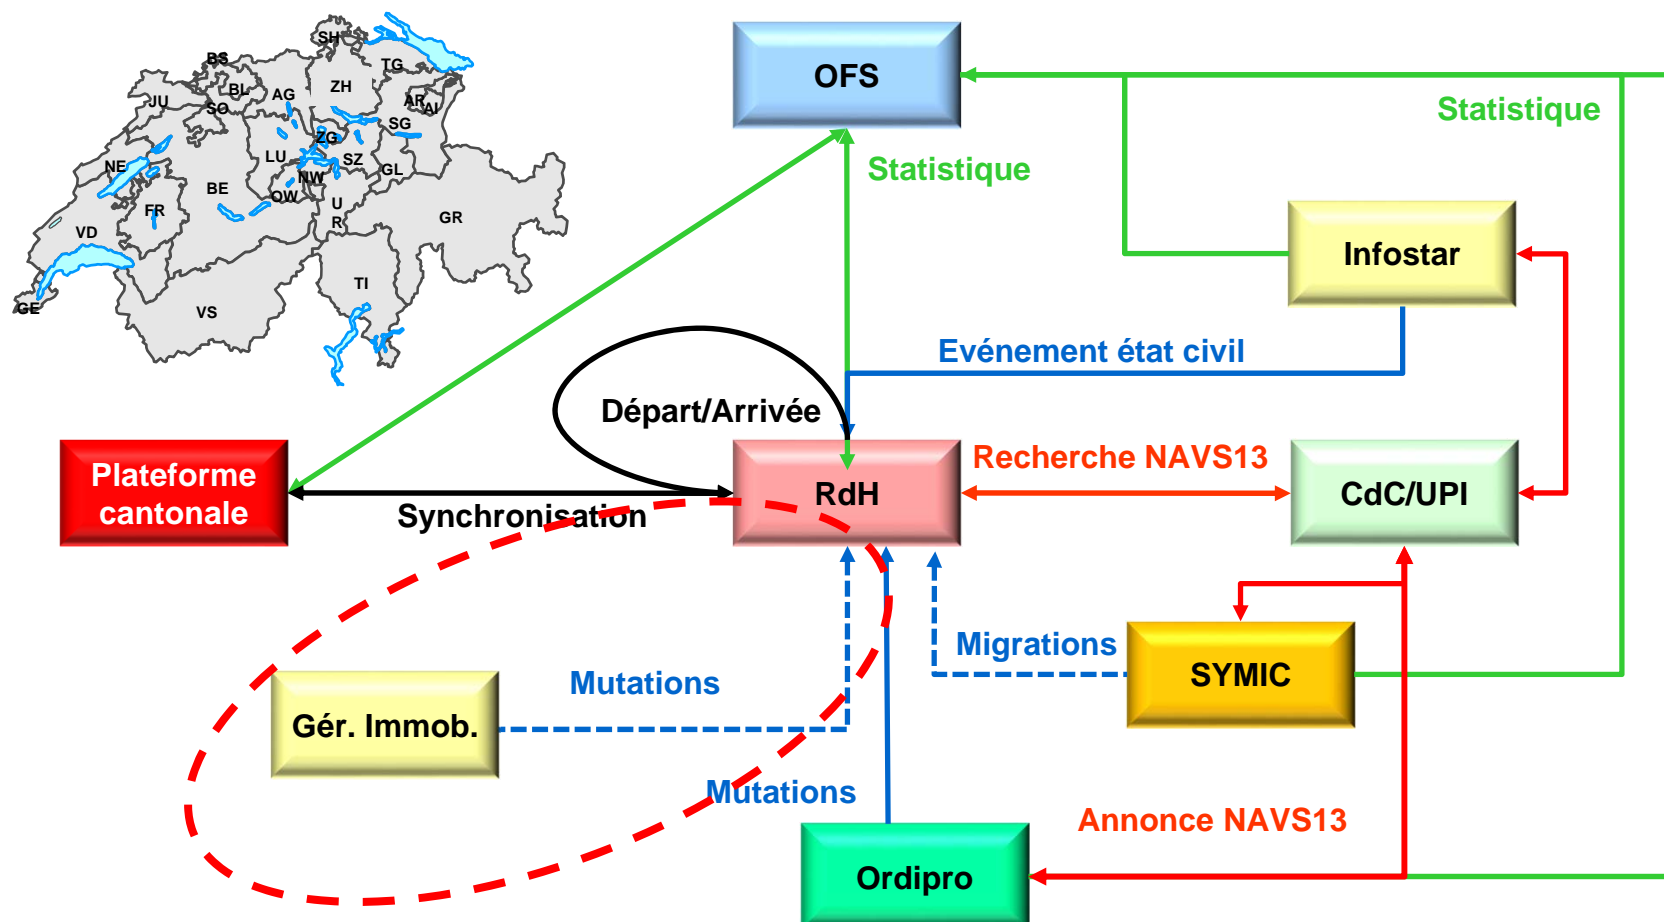 SH
BS
TG
BL
ZH
AG
JU
SO
AR
AI
SG
ZG
LU
SZ
NE
GL
NW
BE
OW
FR
U
R
GR
VD
TI
GE
VS
OFS
Statistique
Statistique
Infostar
Evénement état civil
Départ/Arrivée
Plateforme
cantonale
Synchronisation
RdH
Recherche NAVS13
CdC/UPI
Migrations
SYMIC
Mutations
Gér. Immob.
Mutations
Annonce NAVS13
Ordipro